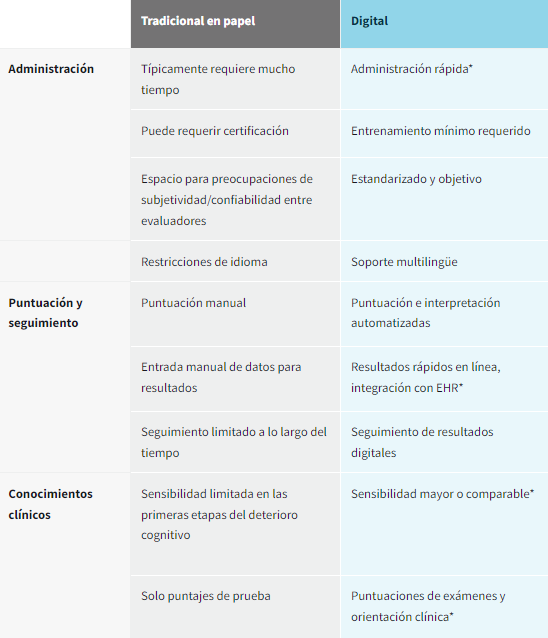 Tradicional en papel
Digital
Administración
Típicamente requiere mucho
tiempo
Administración rápida*
Puede requerir certificación
Entrenamiento mínimo requerido
Espacio para preocupaciones de
subjetividad/confiabilidad entre
evaluadores
Estandarizado y objetivo
Restricciones de idioma
Soporte multilingüe
Puntuación y
seguimiento
Puntuación manual
Puntuación e interpretación
automatizadas
Entrada manual de datos para
resultados
Resultados rápidos en línea,
integración con EHR*
Seguimiento limitado a lo largo del
tiempo
Seguimiento de resultados
digitales
Conocimientos
clínicos
Sensibilidad limitada en las
primeras etapas del deterioro
cognitivo
Sensibilidad mayor o comparable*
Solo puntajes de prueba
Puntuaciones de exámenes y
orientación clínica*